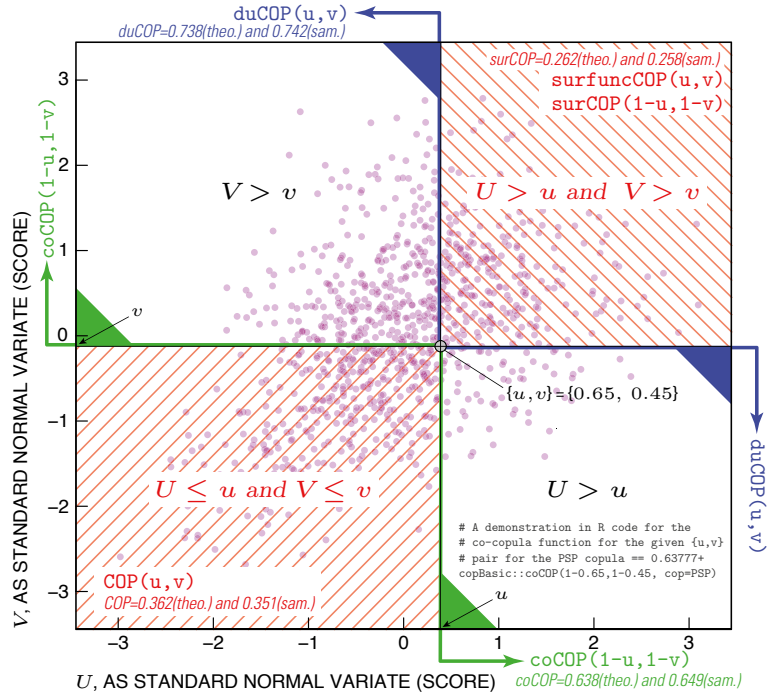 duCOP(u,v)
duCOP=0.738(theo.) and 0.742(sam.)
surCOP=0.262(theo.) and 0.258(sam.)
surfuncCOP(u,v)
surCOP(1-u,1-v)
V > v
U > u and V > v
coCOP(1-u,1-v)
v
{u,v}={0.65, 0.45}
duCOP(u,v)
U ≤ u and V ≤ v
U > u
# A demonstration in R code for the
# co-copula function for the given {u,v}
# pair for the PSP copula == 0.63777+
copBasic::coCOP(1-0.65,1-0.45, cop=PSP)
COP(u,v)
COP=0.362(theo.) and 0.351(sam.)
u
3
2
1
0
−1
−2
−3
V, AS STANDARD NORMAL VARIATE (SCORE)
−3 −2 −1 0 1 2 3
coCOP(1-u,1-v)
U, AS STANDARD NORMAL VARIATE (SCORE)
coCOP=0.638(theo.) and 0.649(sam.)